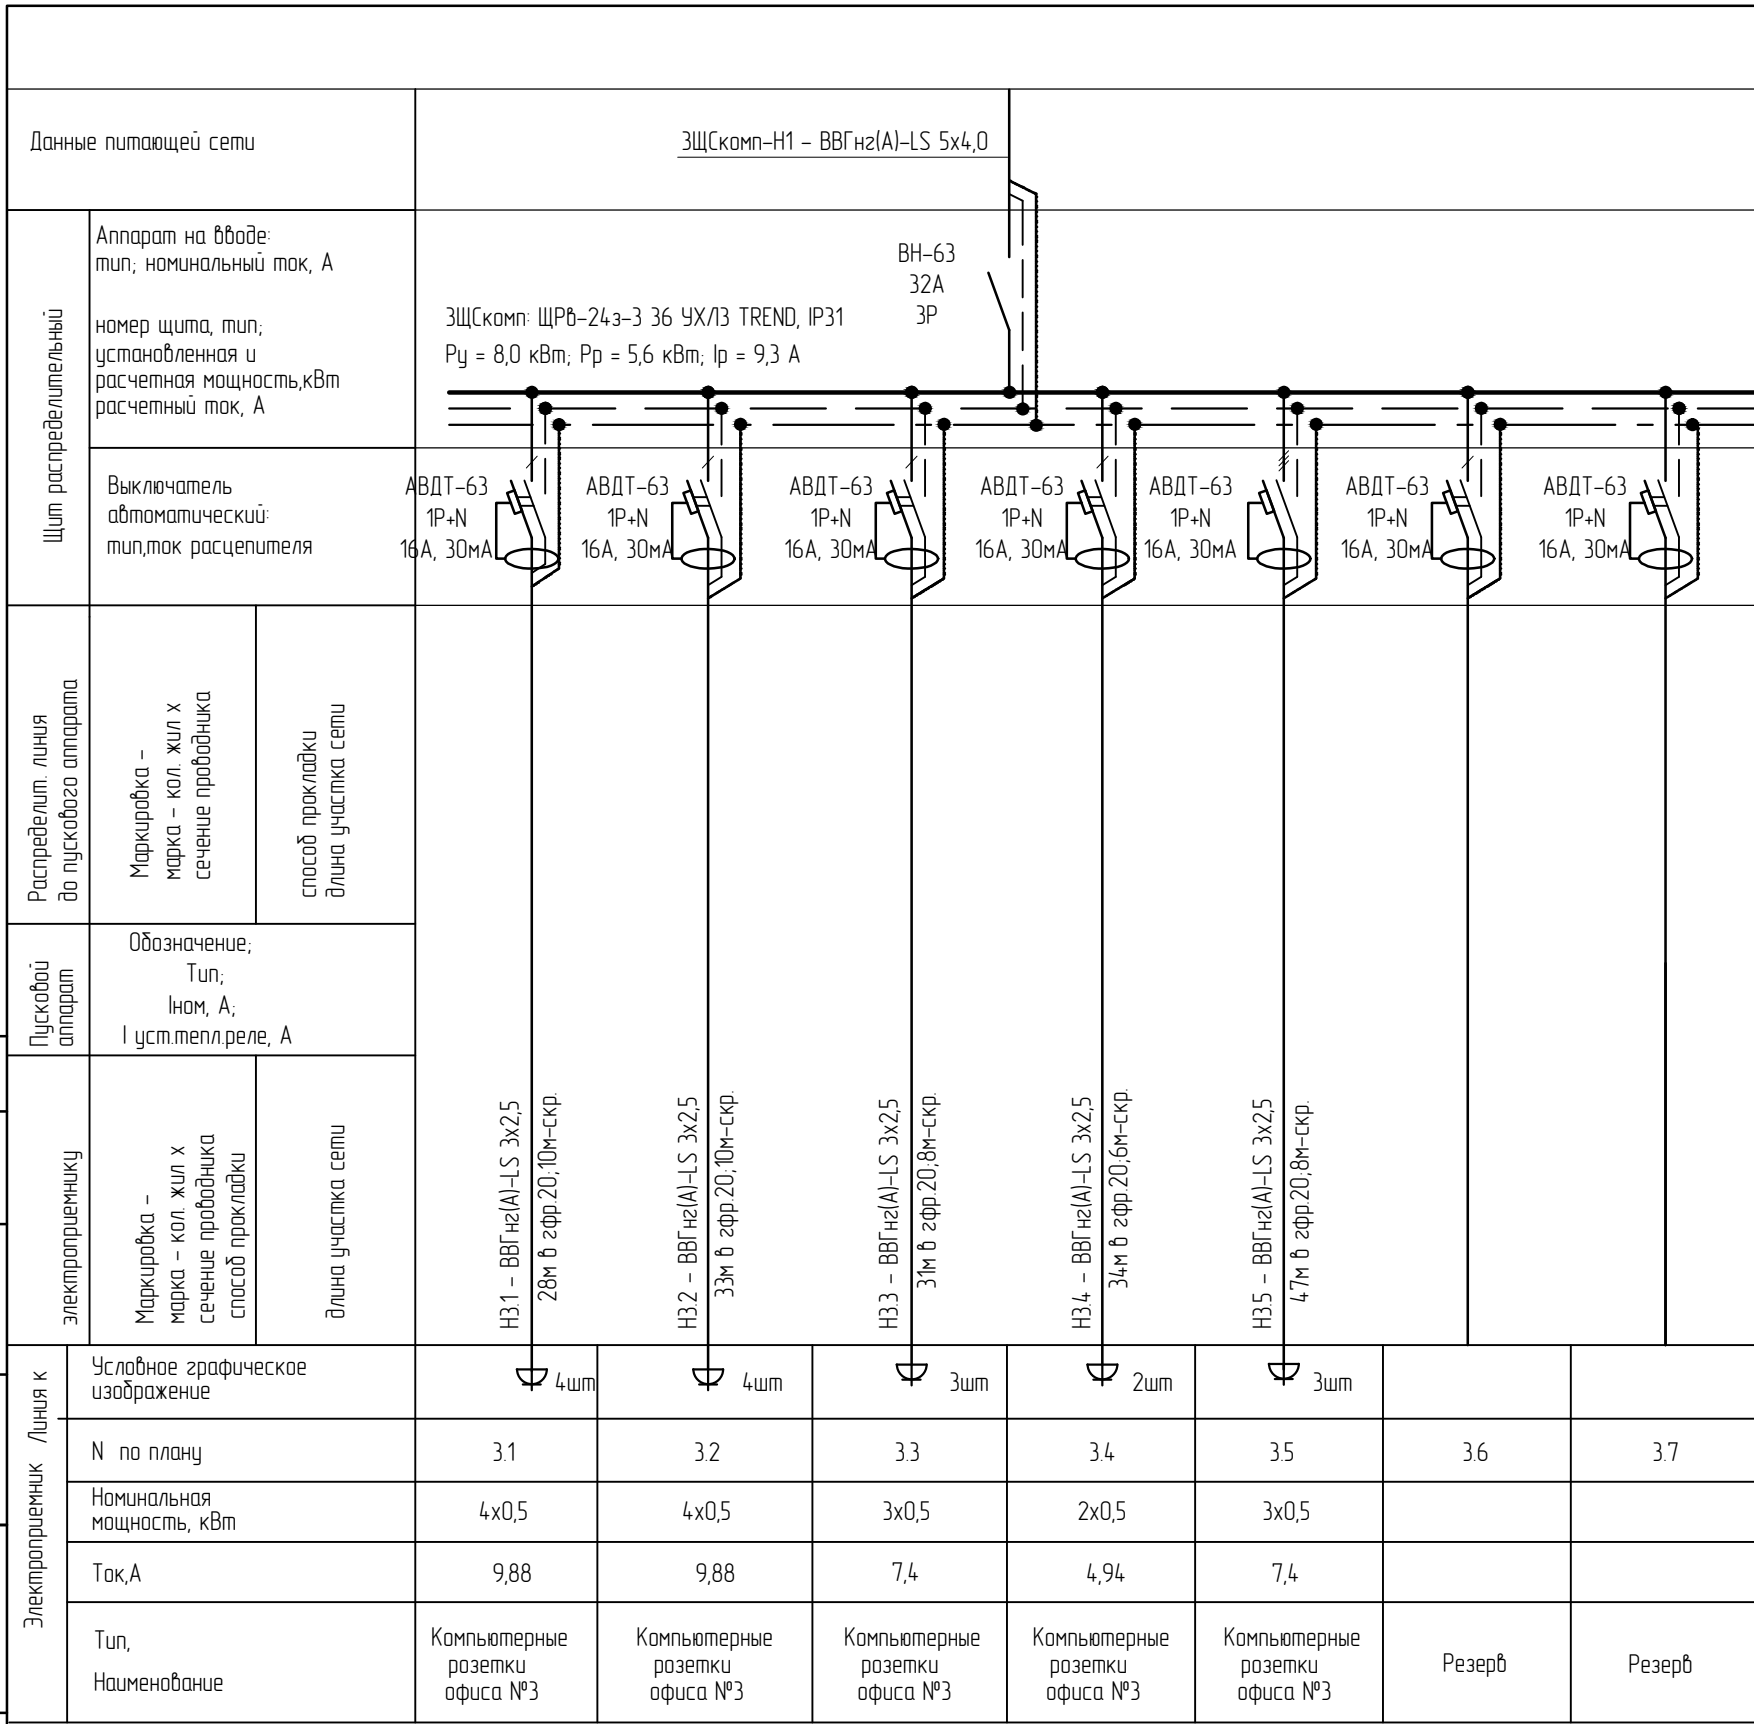 Данные питающей сети
3ЩСкомп-Н1 - ВВГнг(А)-LS 5х4,0
Щит распределительный
Аппарат на вводе:
тип; номинальный ток, А
номер щита, тип;
установленная и
расчетная мощность,кВт
расчетный ток, А
ВН-63
32А
3Р
3ЩСкомп: ЩРв-24з-3 36 УХЛ3 TREND, IP31
Ру = 8,0 кВт; Рр = 5,6 кВт; Iр = 9,3 А
Выключатель
автоматический:
тип,ток расцепителя
АВДТ-63
1P+N
16А, 30мА
АВДТ-63
1P+N
16А, 30мА
АВДТ-63
1P+N
16А, 30мА
АВДТ-63
1P+N
16А, 30мА
АВДТ-63
1P+N
16А, 30мА
АВДТ-63
1P+N
16А, 30мА
АВДТ-63
1P+N
16А, 30мА
Распределит. линия
до пускового аппарата
Маркировка -
марка - кол. жил х
сечение проводника
способ прокладки
длина участка сети
Пусковой
аппарат
Обозначение;
Тип;
Iном, А;
I уст.тепл.реле, А
электроприемнику
Маркировка -
марка - кол. жил х
сечение проводника
способ прокладки
длина участка сети
Н3.1 - ВВГнг(А)-LS 3х2,5
28м в гфр.20;10м-скр.
Н3.2 - ВВГнг(А)-LS 3х2,5
33м в гфр.20;10м-скр.
Н3.3 - ВВГнг(А)-LS 3х2,5
31м в гфр.20;8м-скр.
Н3.4 - ВВГнг(А)-LS 3х2,5
34м в гфр.20;6м-скр.
Н3.5 - ВВГнг(А)-LS 3х2,5
47м в гфр.20;8м-скр.
Линия к
Электроприемник
Условное графическое
изображение
4шт
4шт
3шт
2шт
3шт
N по плану
3.1
3.2
3.3
3.4
3.5
3.6
3.7
Номинальная
мощность, кВт
4х0,5
4х0,5
3х0,5
2х0,5
3х0,5
Ток,А
9,88
9,88
7,4
4,94
7,4
Тип,
Наименование
Компьютерные
розетки
офиса №3
Компьютерные
розетки
офиса №3
Компьютерные
розетки
офиса №3
Компьютерные
розетки
офиса №3
Компьютерные
розетки
офиса №3
Резерв
Резерв